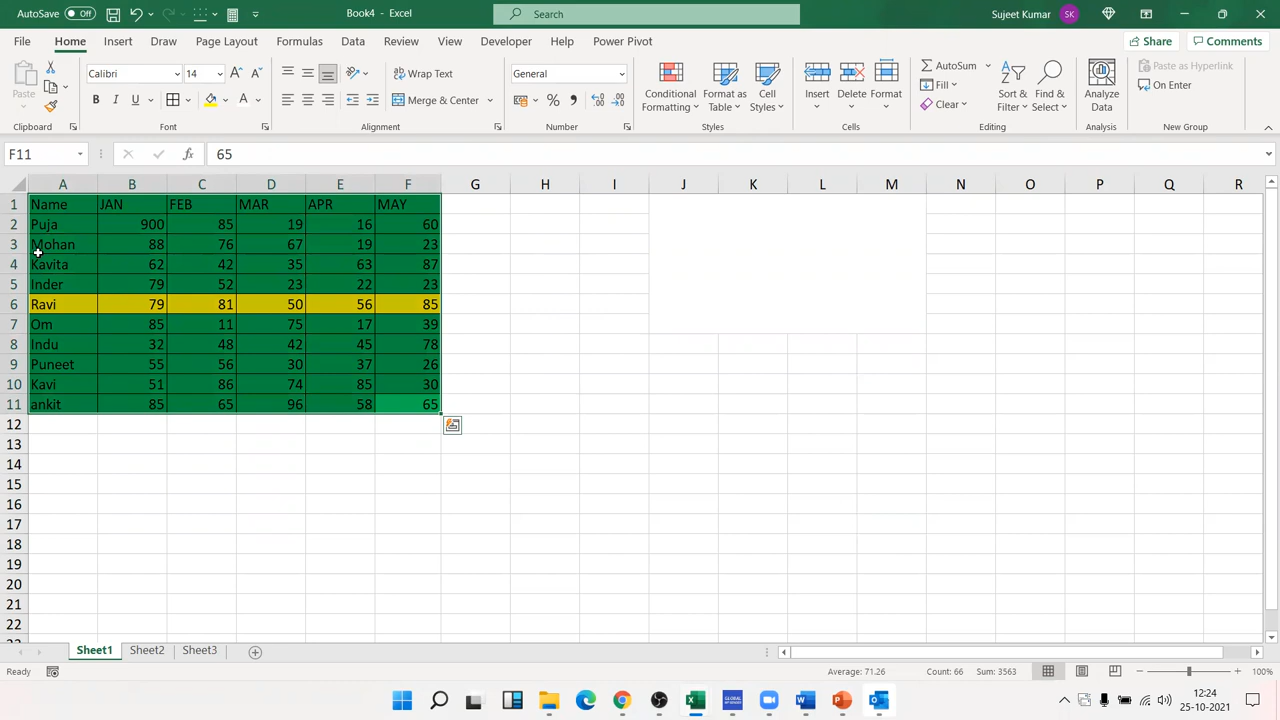 AutoSave Off Book4 - Excel Search Sujeet Kumar SK
File Home Insert Draw Page Layout Formulas Data Review View Developer Help Power Pivot Share Comments
Paste Calibri 14 A A Wrap Text General Conditional Formatting Format as Table Cell Styles Insert Delete Format AutoSum Sort & Filter Find & Select Analyze Data Paste as Hyperlink
B I U A Merge & Center % Fill On Enter
Clear
Clipboard Font Alignment Number Styles Cells Editing Analysis New Group
F11 fx 65
A B C D E F G H I J K L M N O P Q R
1 Name JAN FEB MAR APR MAY
2 Puja 900 85 19 16 60
3 Mohan 88 76 67 19 23
4 Kavita 62 42 35 63 87
5 Inder 79 52 23 22 23
6 Ravi 79 81 50 56 85
7 Om 85 11 75 17 39
8 Indu 32 48 42 45 78
9 Puneet 55 56 30 37 26
10 Kavi 51 86 74 85 30
11 ankit 85 65 96 58 65
12
13
14
15
16
17
18
19
20
21
22
Sheet1 Sheet2 Sheet3
Ready Average: 71.26 Count: 66 Sum: 3563 100%
12:24
25-10-2021